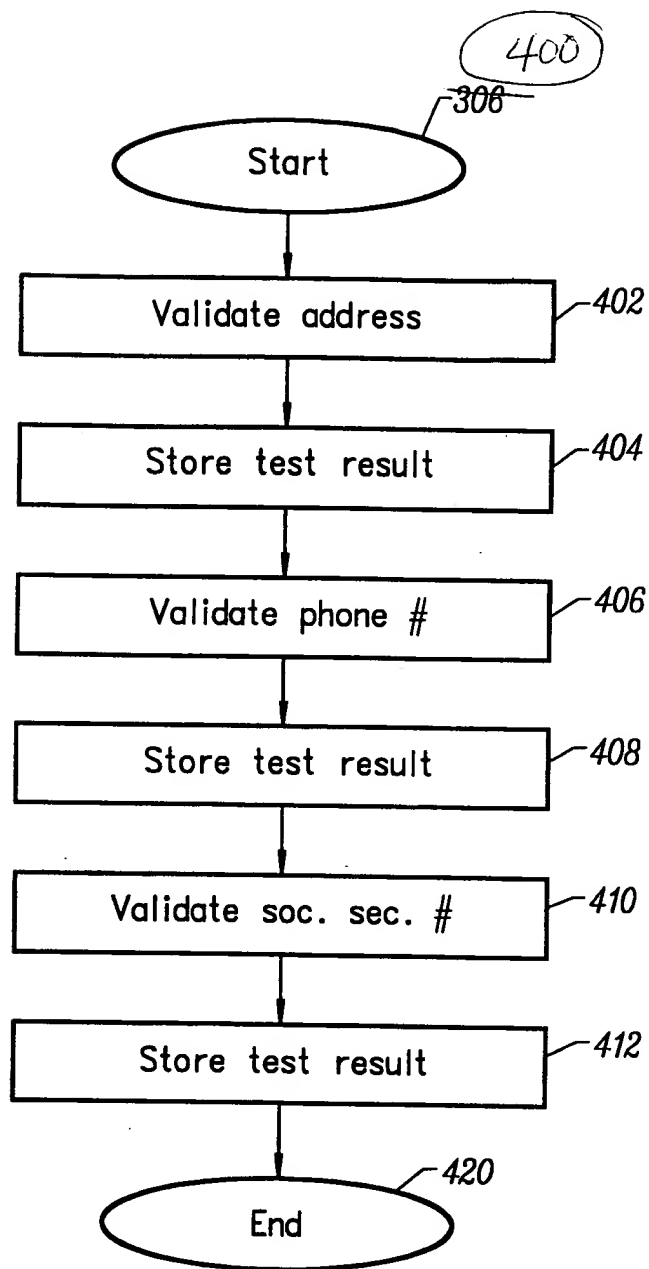 400
306
Start
Validate address
402
Store test result
404
Validate phone #
406
Store test result
408
Validate soc. sec. #
410
Store test result
412
420
End